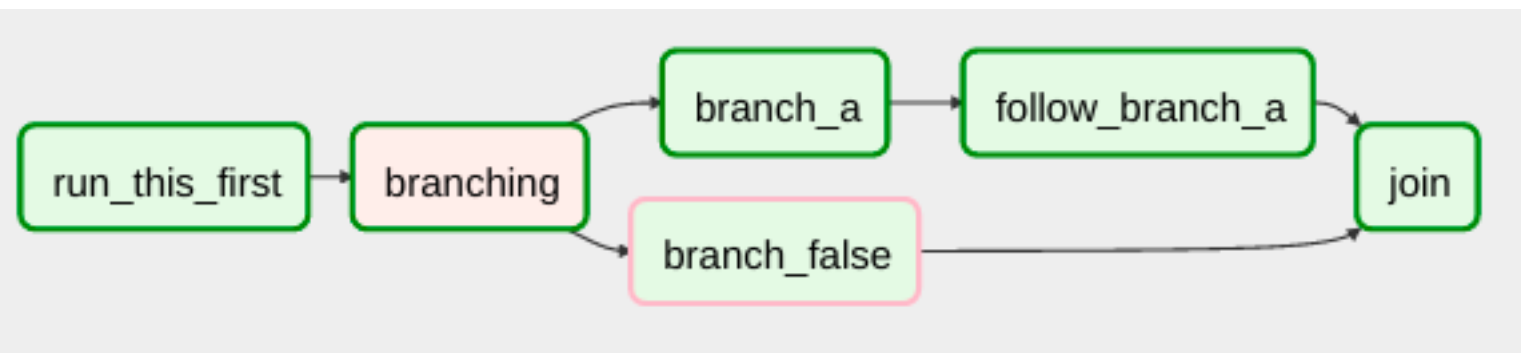 run_this_first
branching
branch_a
follow_branch_a
branch_false
join